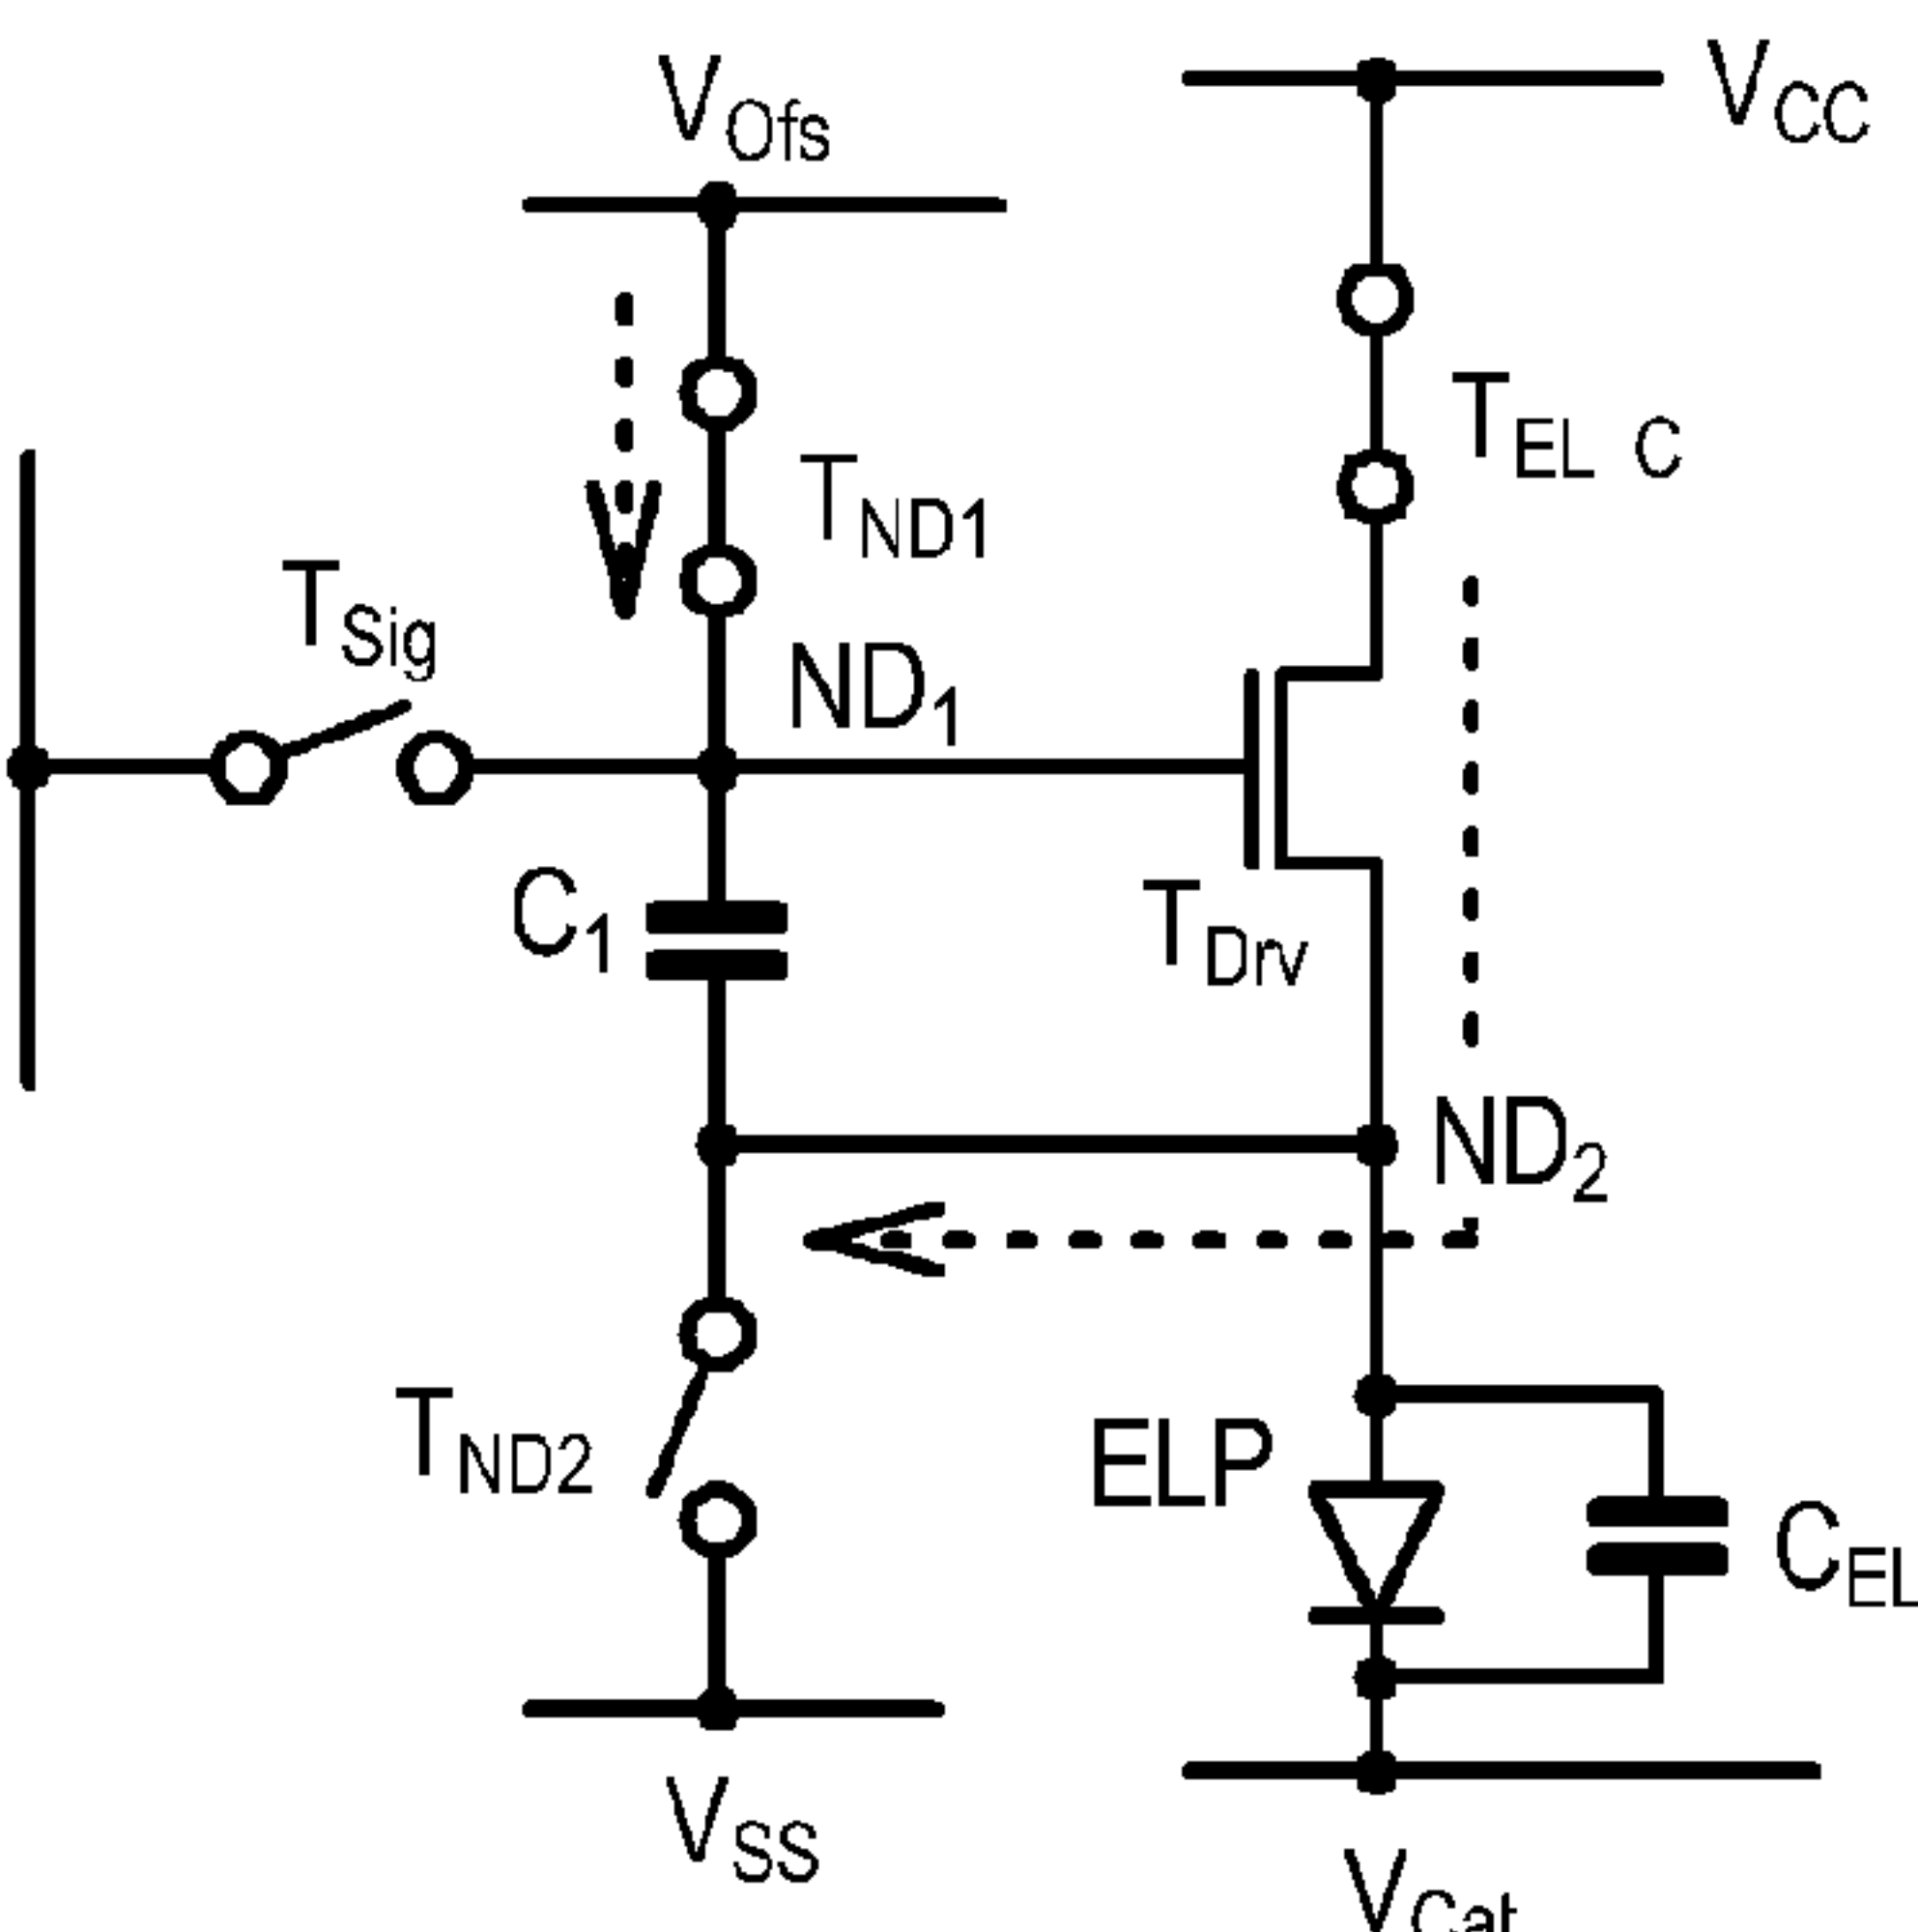 VOfs
VCC
TEL C
TND1
TSig
ND1
C1
TDrv
ND2
TND2
ELP
CEL
VSS
VCat